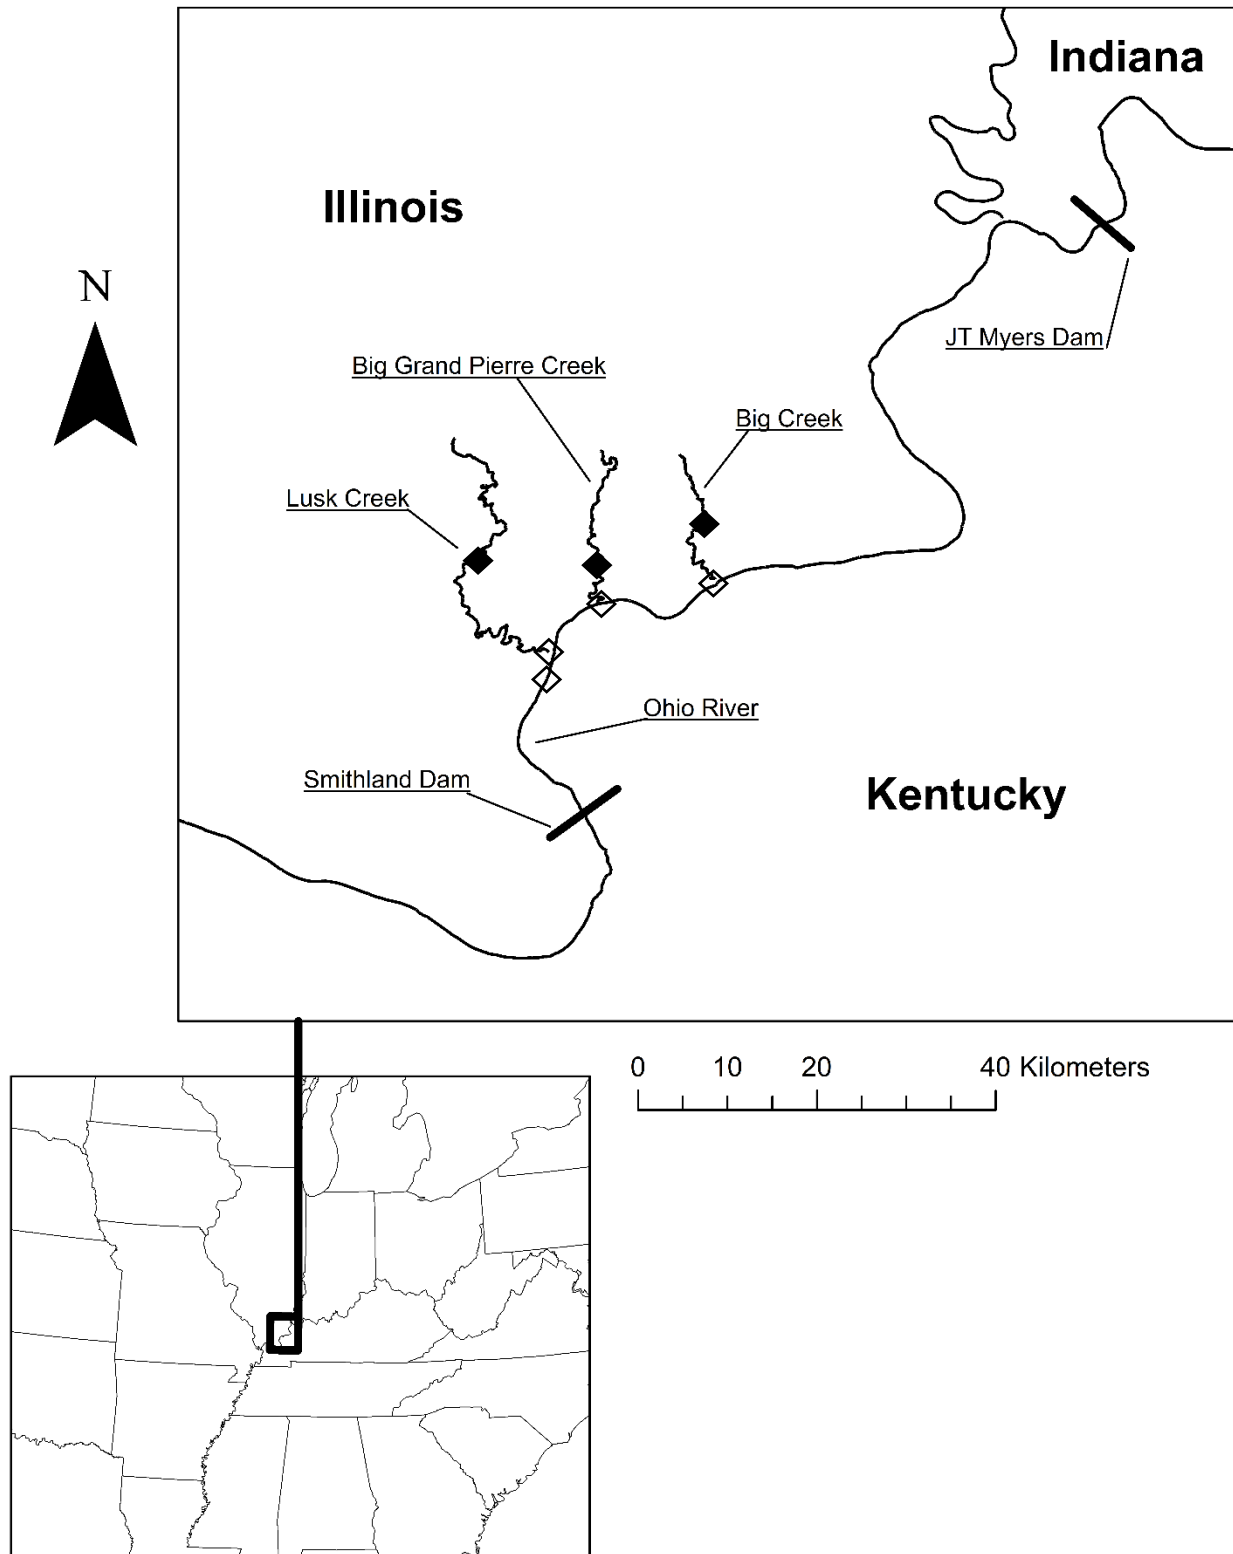 Indiana
Illinois
N
JT Myers Dam
Big Grand Pierre Creek
Big Creek
Lusk Creek
Ohio River
Smithland Dam
Kentucky
0 10 20 40 Kilometers